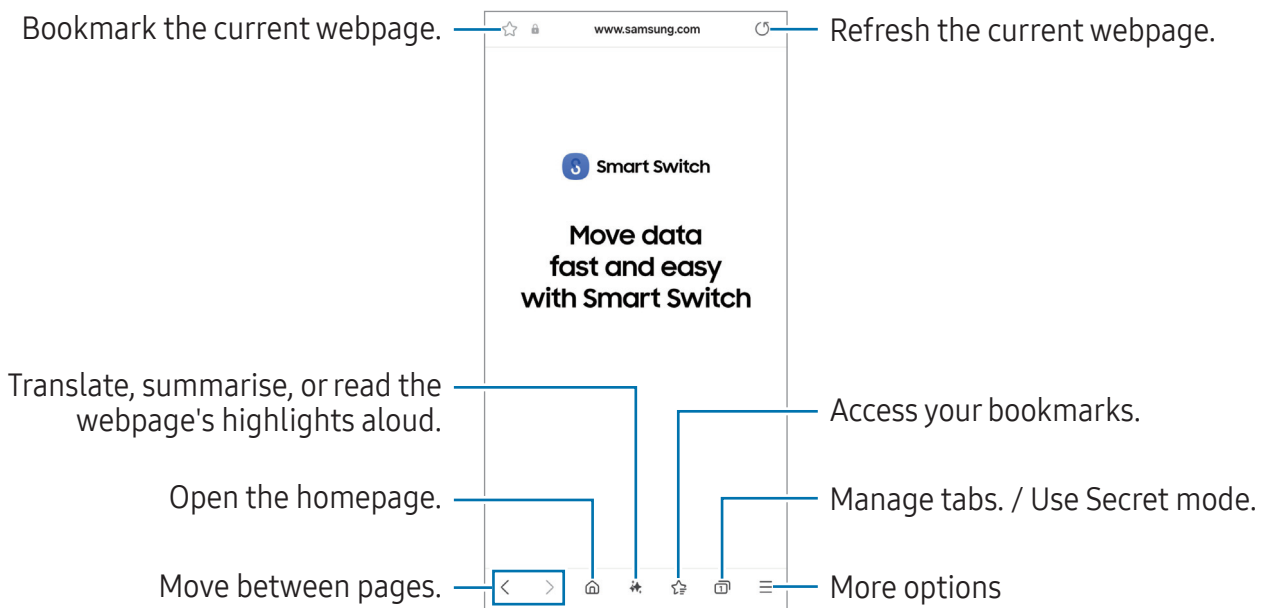 Bookmark the current webpage.
www.samsung.com
Refresh the current webpage.
Smart Switch
Move data
fast and easy
with Smart Switch
Translate, summarise, or read the
webpage's highlights aloud.
Access your bookmarks.
Open the homepage.
Manage tabs. / Use Secret mode.
Move between pages.
1
More options